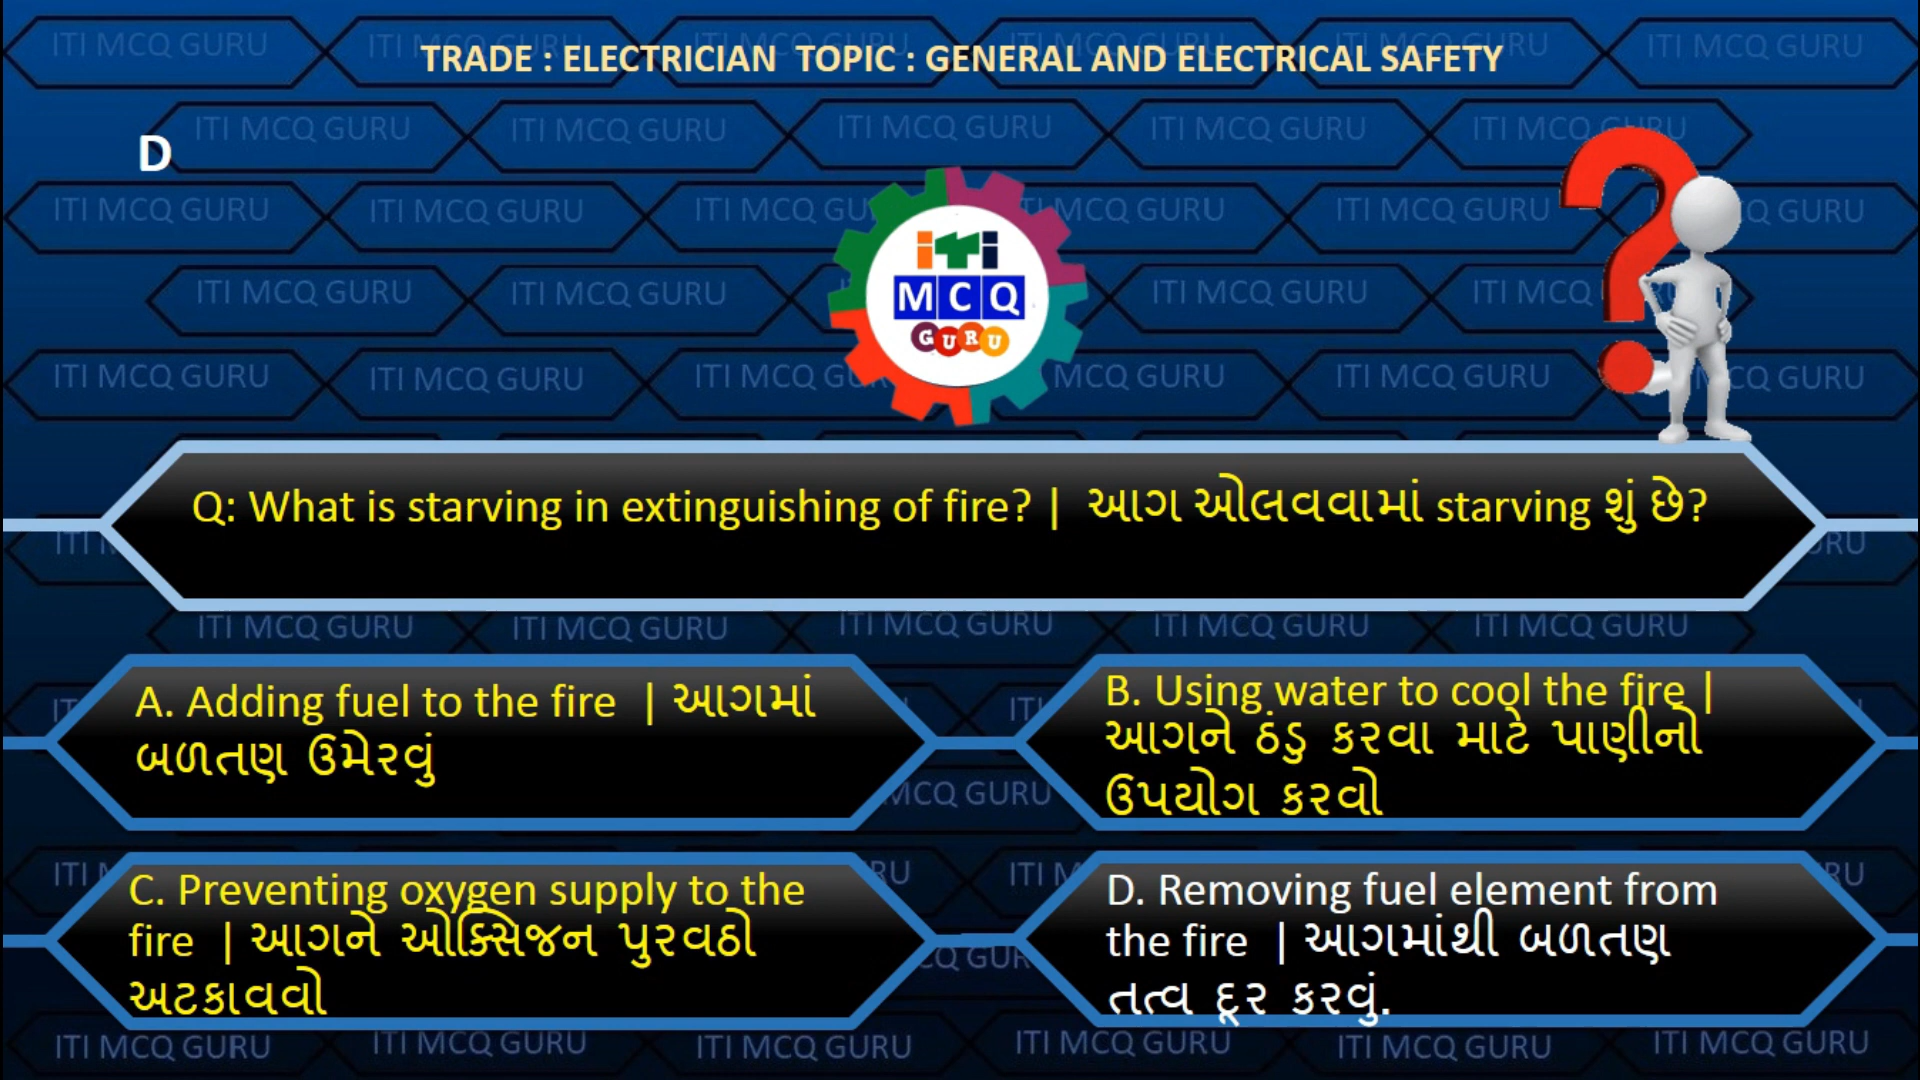 TRADE : ELECTRICIAN TOPIC : GENERAL AND ELECTRICAL SAFETY
D
iTi
MCQ
GURU
Q: What is starving in extinguishing of fire? | આગ ઓલવવામાં starving શું છે?
A. Adding fuel to the fire | આગમાં
બળતણ ઉમેરવું
B. Using water to cool the fire |
આગને ઠંડુ કરવા માટે પાણીનો
ઉપયોગ કરવો
C. Preventing oxygen supply to the
fire | આગને ઓક્સિજન પુરવઠો
અટકાવવો
D. Removing fuel element from
the fire | આગમાંથી બળતણ
તત્વ દૂર કરવું.
ITI MCQ GURU